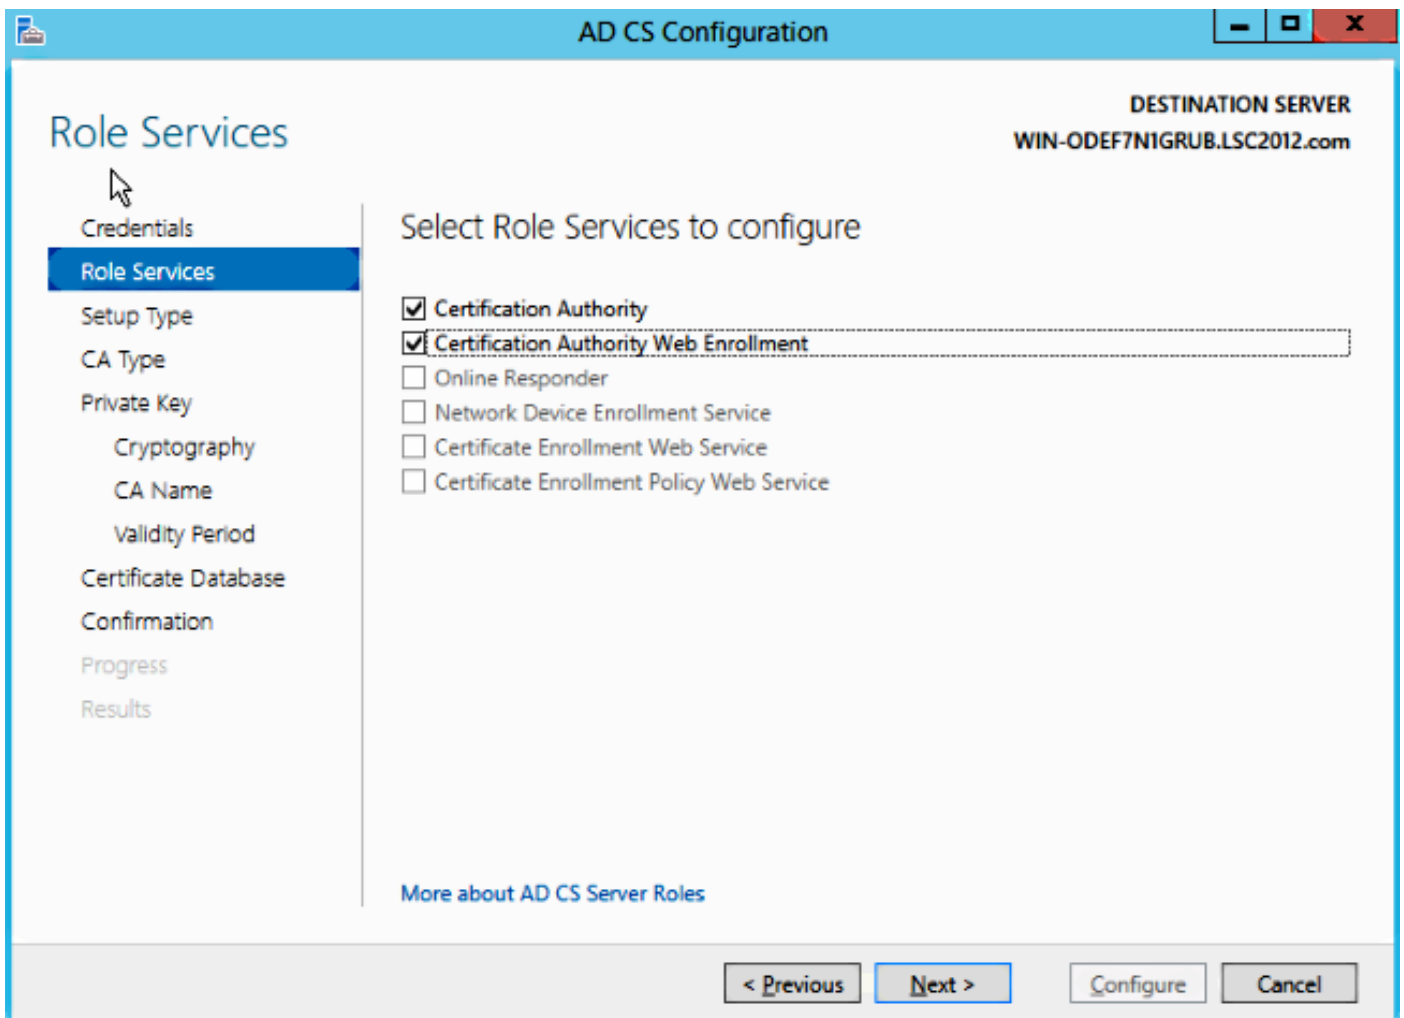 AD CS Configuration
Role Services
DESTINATION SERVER
WIN-ODEF7N1GRUB.LSC2012.com
Credentials
Role Services
Setup Type
CA Type
Private Key
Cryptography
CA Name
Validity Period
Certificate Database
Confirmation
Progress
Results
Select Role Services to configure
Certification Authority
Certification Authority Web Enrollment
Online Responder
Network Device Enrollment Service
Certificate Enrollment Web Service
Certificate Enrollment Policy Web Service
More about AD CS Server Roles
< Previous
Next >
Configure
Cancel